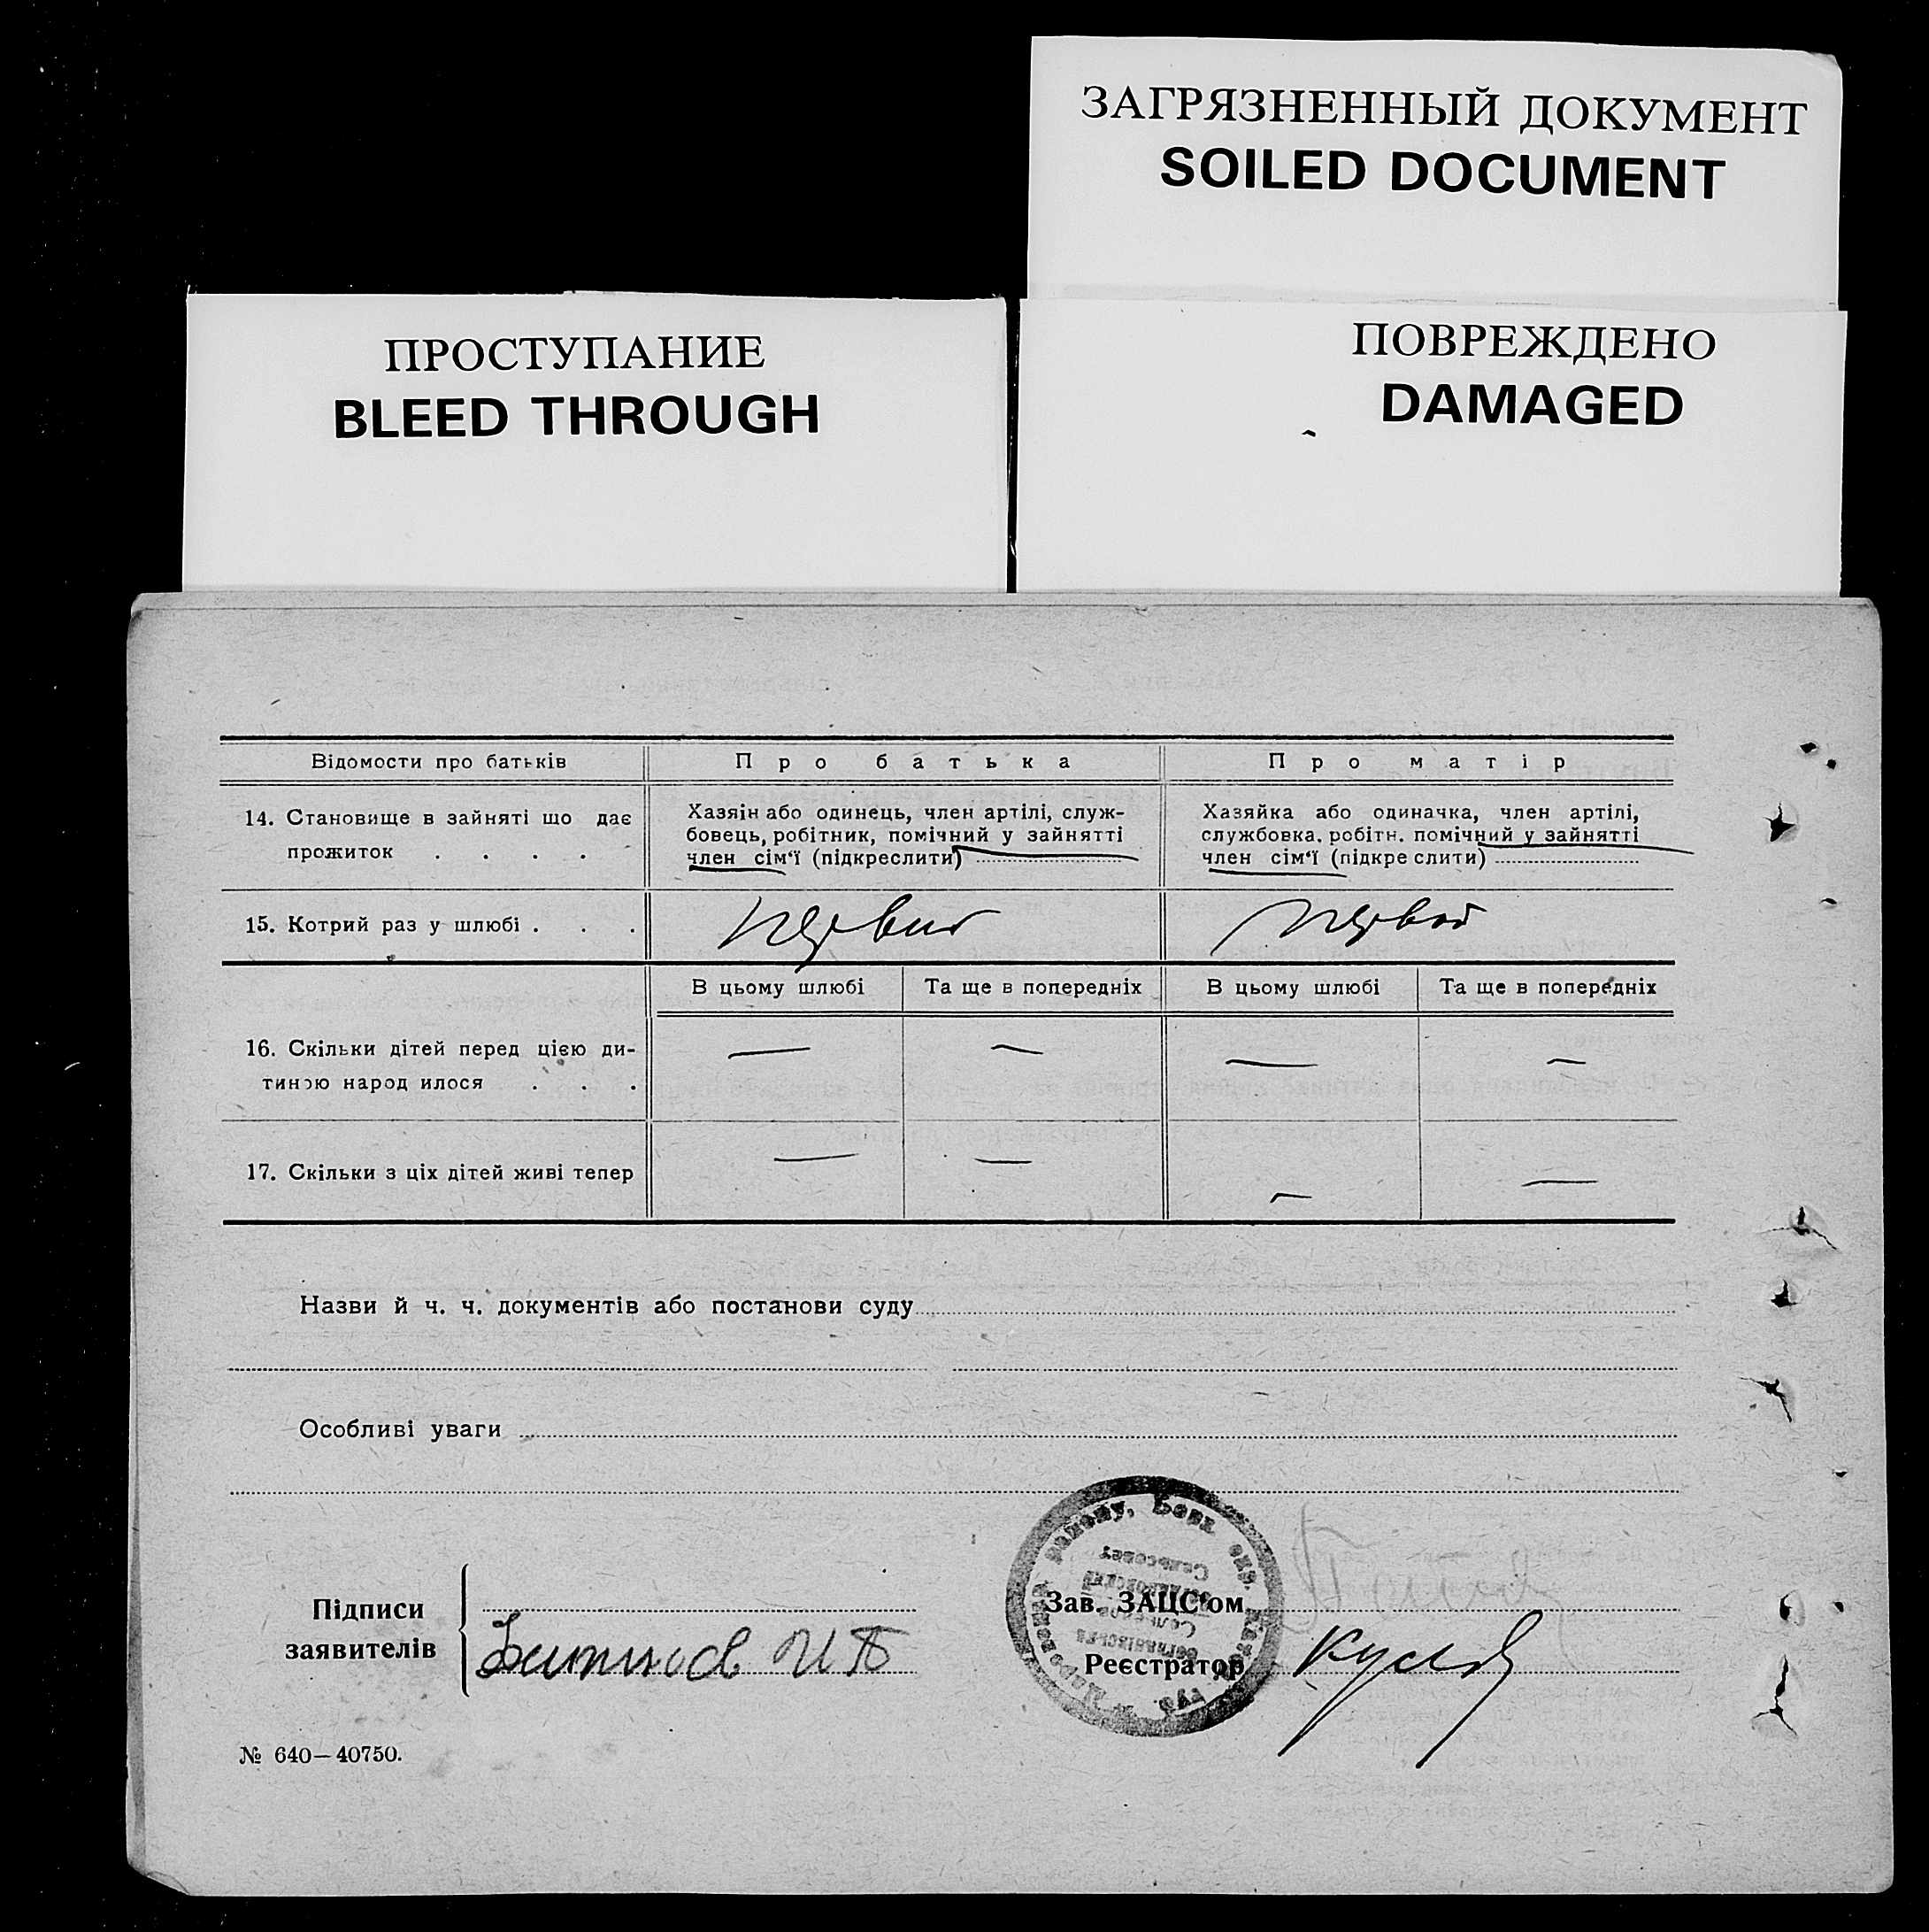 ЗАГРЯЗНЕННЫЙ ДОКУМЕНТ
SOILED DOCUMENT
ПРОСТУПАНИЕ
BLEED THROUGH
ПОВРЕЖДЕНО
DAMAGED
Відомости про батьків
Про батька
Про матір
14. Становище в зайняті що дає
прожиток . . . .
Хазяїн або одинець, член артілі, служ-
бовець, робітник, помічний у зайнятті
член сім‘ї (підкреслити)
Хазяйка або одиначка, член артілі,
службовка, робітн. помічний у зайнятті
член сім‘ї (підкреслити)
15. Котрий раз у шлюбі . . .
первий
первой
В цьому шлюбі
Та ще в попередніх
В цьому шлюбі
Та ще в попередніх
16. Скільки дітей перед цією ди-
тиною народилося . . .
— — — —
17. Скільки з ціх дітей живі тепер
— — — —
Назви й ч. ч. документів або постанови суду
Особливі уваги
Підписи
заявителів
Зав. ЗАЦС‘ом
Реєстратор
району,
Сельсовет
№ 640—40750.